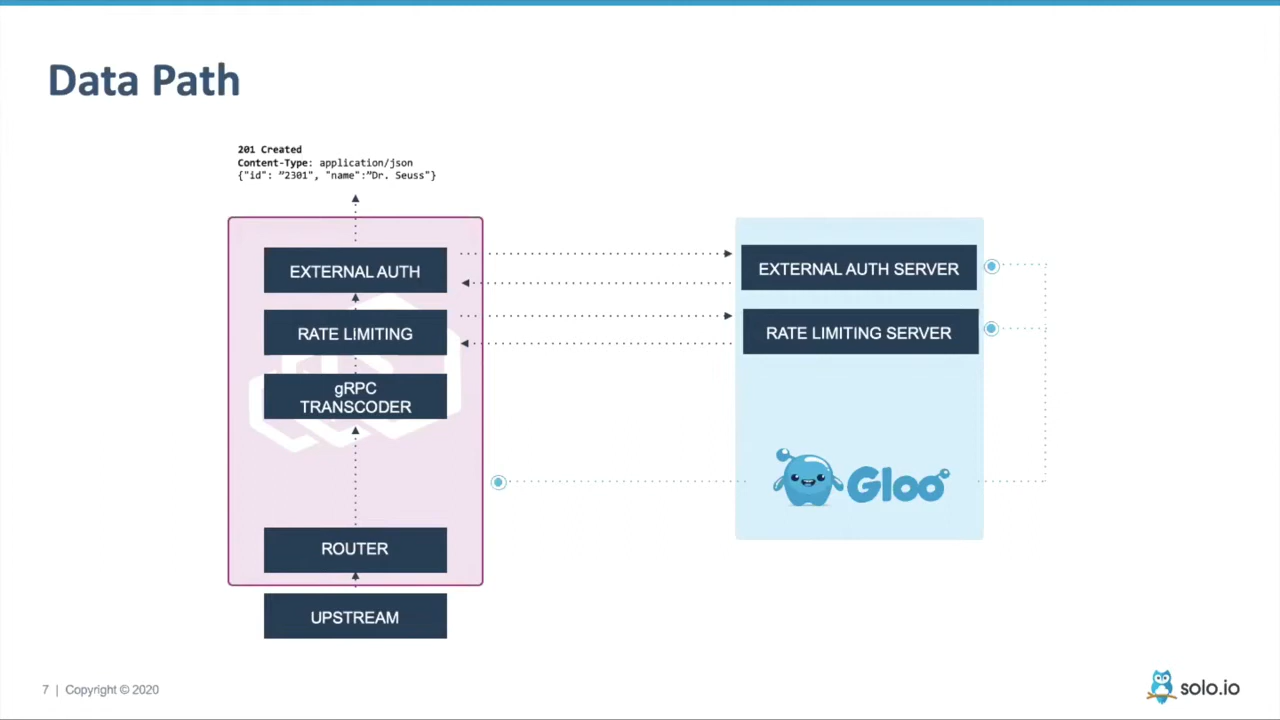 Data Path
201 Created
Content-Type: application/json
{"id": "2301", "name":"Dr. Seuss"}
EXTERNAL AUTH
RATE LIMITING
gRPC
TRANSCODER
ROUTER
UPSTREAM
EXTERNAL AUTH SERVER
RATE LIMITING SERVER
Gloo
7 | Copyright © 2020
solo.io